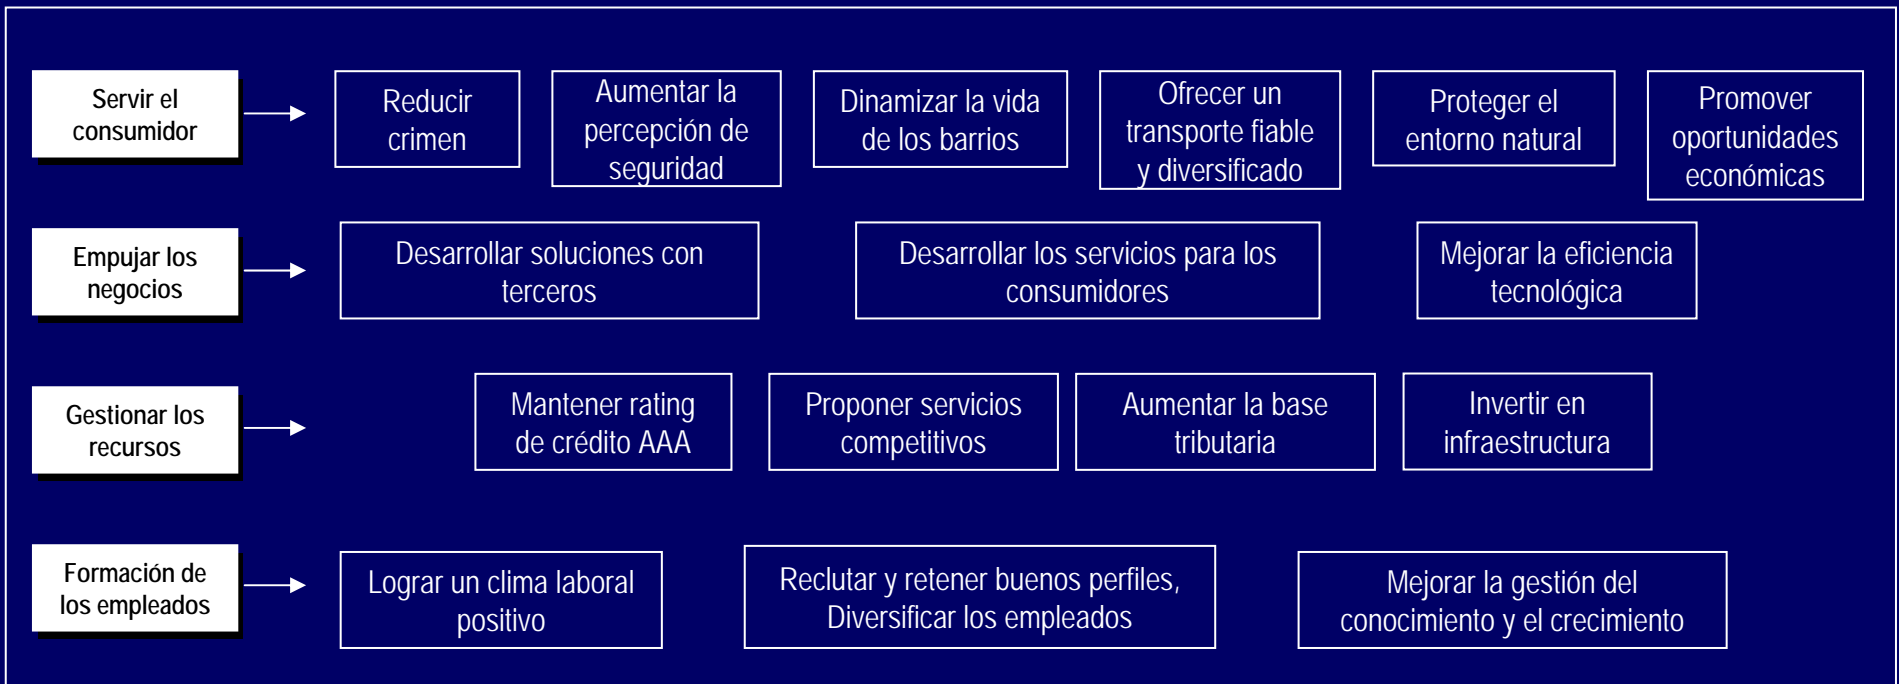 Servir el
consumidor
Reducir
crimen
Aumentar la
percepción de
seguridad
Dinamizar la vida
de los barrios
Ofrecer un
transporte fiable
y diversificado
Proteger el
entorno natural
Promover
oportunidades
económicas
Empujar los
negocios
Desarrollar soluciones con
terceros
Desarrollar los servicios para los
consumidores
Mejorar la eficiencia
tecnológica
Gestionar los
recursos
Mantener rating
de crédito AAA
Proponer servicios
competitivos
Aumentar la base
tributaria
Invertir en
infraestructura
Formación de
los empleados
Lograr un clima laboral
positivo
Reclutar y retener buenos perfiles,
Diversificar los empleados
Mejorar la gestión del
conocimiento y el crecimiento